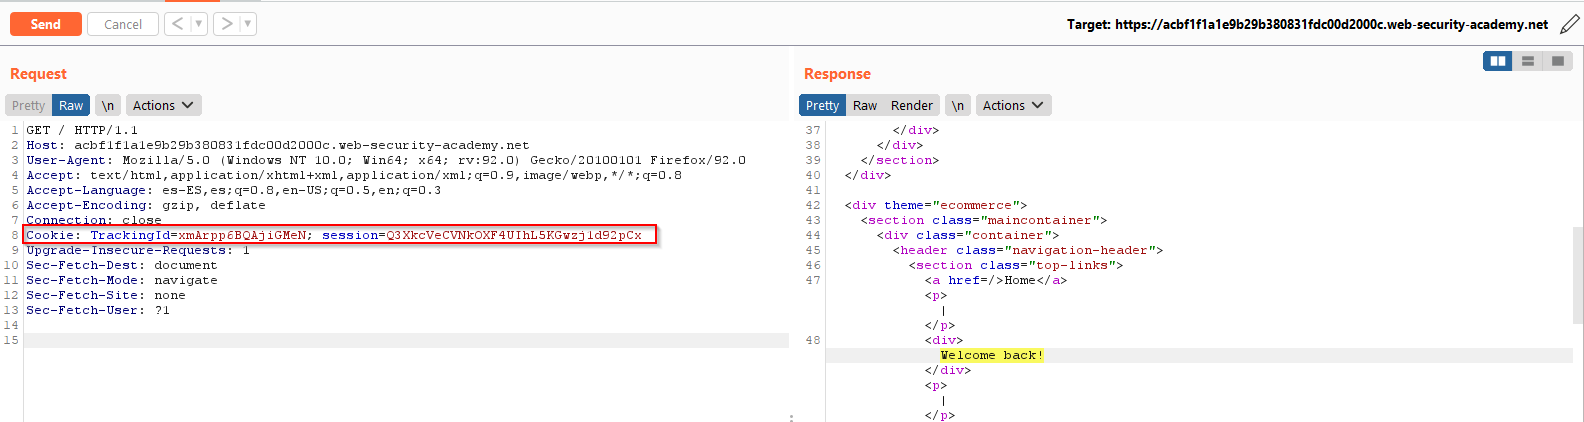 Send Cancel < ▼ > ▼ Target: https://acbf1f1a1e9b29b380831fdc00d2000c.web-security-academy.net
Request
Pretty Raw \n Actions
1 GET / HTTP/1.1
2 Host: acbf1f1a1e9b29b380831fdc00d2000c.web-security-academy.net
3 User-Agent: Mozilla/5.0 (Windows NT 10.0; Win64; x64; rv:92.0) Gecko/20100101 Firefox/92.0
4 Accept: text/html,application/xhtml+xml,application/xml;q=0.9,image/webp,*/*;q=0.8
5 Accept-Language: es-ES,es;q=0.8,en-US;q=0.5,en;q=0.3
6 Accept-Encoding: gzip, deflate
7 Connection: close
8 Cookie: TrackingId=xmArpp6BQAjiGMeN; session=Q3XkcVeCVNkOXF4UIhL5KGwzj1d92pCx
9 Upgrade-Insecure-Requests: 1
10 Sec-Fetch-Dest: document
11 Sec-Fetch-Mode: navigate
12 Sec-Fetch-Site: none
13 Sec-Fetch-User: ?1
14
15
Response
Pretty Raw Render \n Actions
37 </div>
38 </div>
39 </section>
40 </div>
41
42 <div theme="ecommerce">
43 <section class="maincontainer">
44 <div class="container">
45 <header class="navigation-header">
46 <section class="top-links">
47 <a href=/>Home</a>
<p>
|
</p>
48 <div>
Welcome back!
</div>
<p>
|
</p>